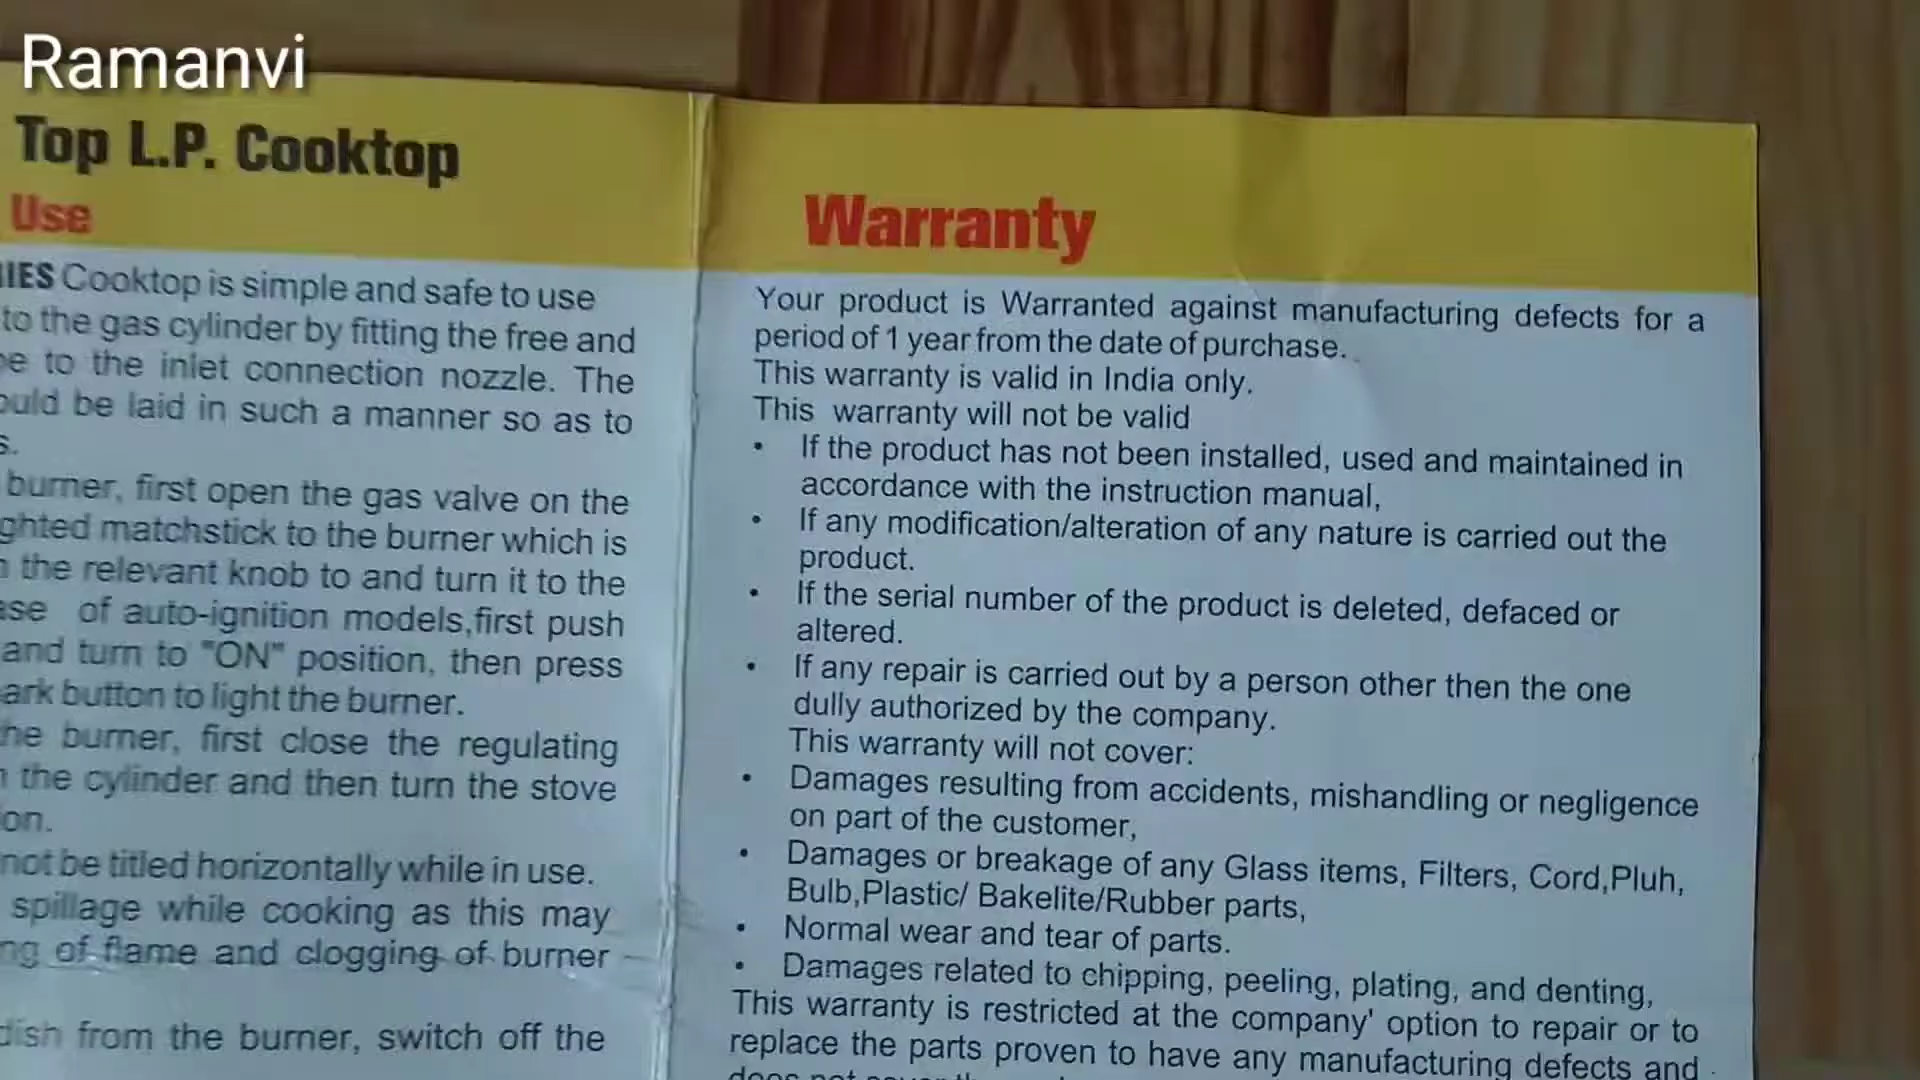 Ramanvi
Top L.P. Cooktop
Use
Cooktop is simple and safe to use
to the gas cylinder by fitting the free and
to the inlet connection nozzle. The
be laid in such a manner so as to
burner, first open the gas valve on the
matchstick to the burner which is
the relevant knob to and turn it to the
of auto-ignition models,first push
and turn to "ON" position, then press
button to light the burner.
burner, first close the regulating
the cylinder and then turn the stove
not be titled horizontally while in use.
spillage while cooking as this may
of flame and clogging of burner
from the burner, switch off the
Warranty
Your product is Warranted against manufacturing defects for a
period of 1 year from the date of purchase.
This warranty is valid in India only.
This warranty will not be valid
• If the product has not been installed, used and maintained in
accordance with the instruction manual,
• If any modification/alteration of any nature is carried out the
product.
• If the serial number of the product is deleted, defaced or
altered.
• If any repair is carried out by a person other then the one
dully authorized by the company.
This warranty will not cover:
• Damages resulting from accidents, mishandling or negligence
on part of the customer,
• Damages or breakage of any Glass items, Filters, Cord,Pluh,
Bulb,Plastic/ Bakelite/Rubber parts,
• Normal wear and tear of parts.
• Damages related to chipping, peeling, plating, and denting,
This warranty is restricted at the company' option to repair or to
replace the parts proven to have any manufacturing defects and